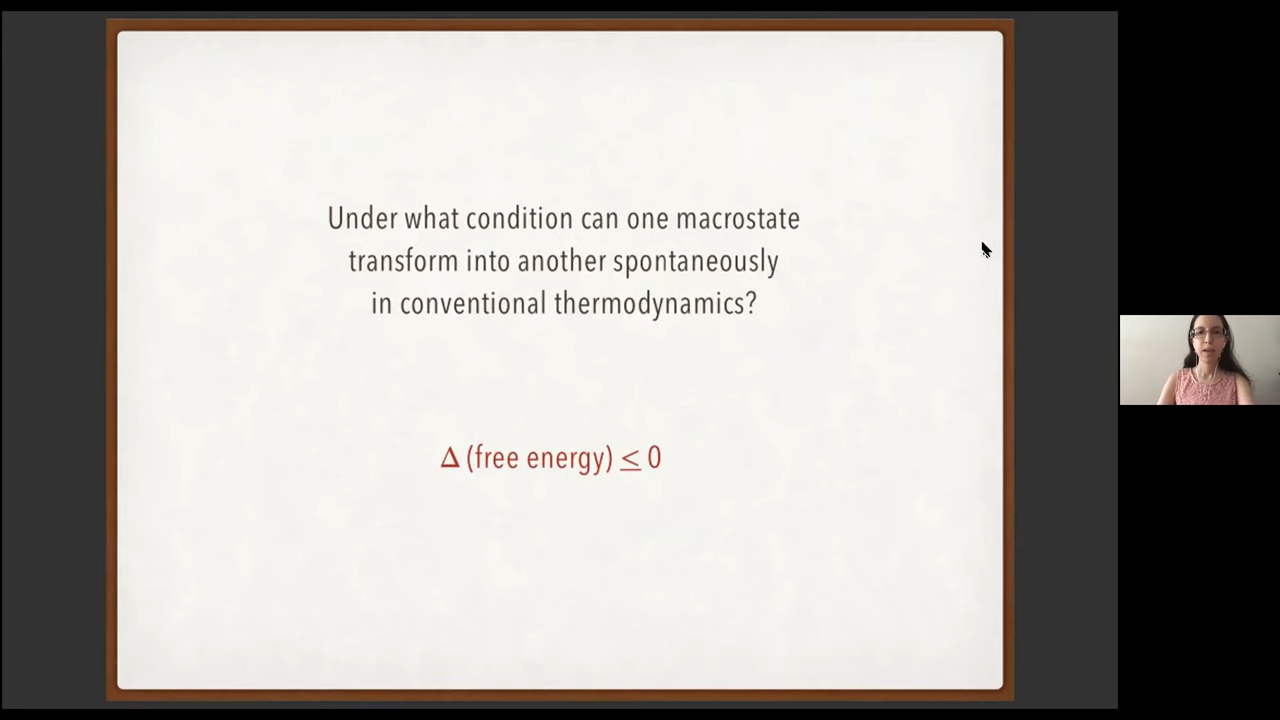 Under what condition can one macrostate
transform into another spontaneously
in conventional thermodynamics?
Δ (free energy) ≤ 0